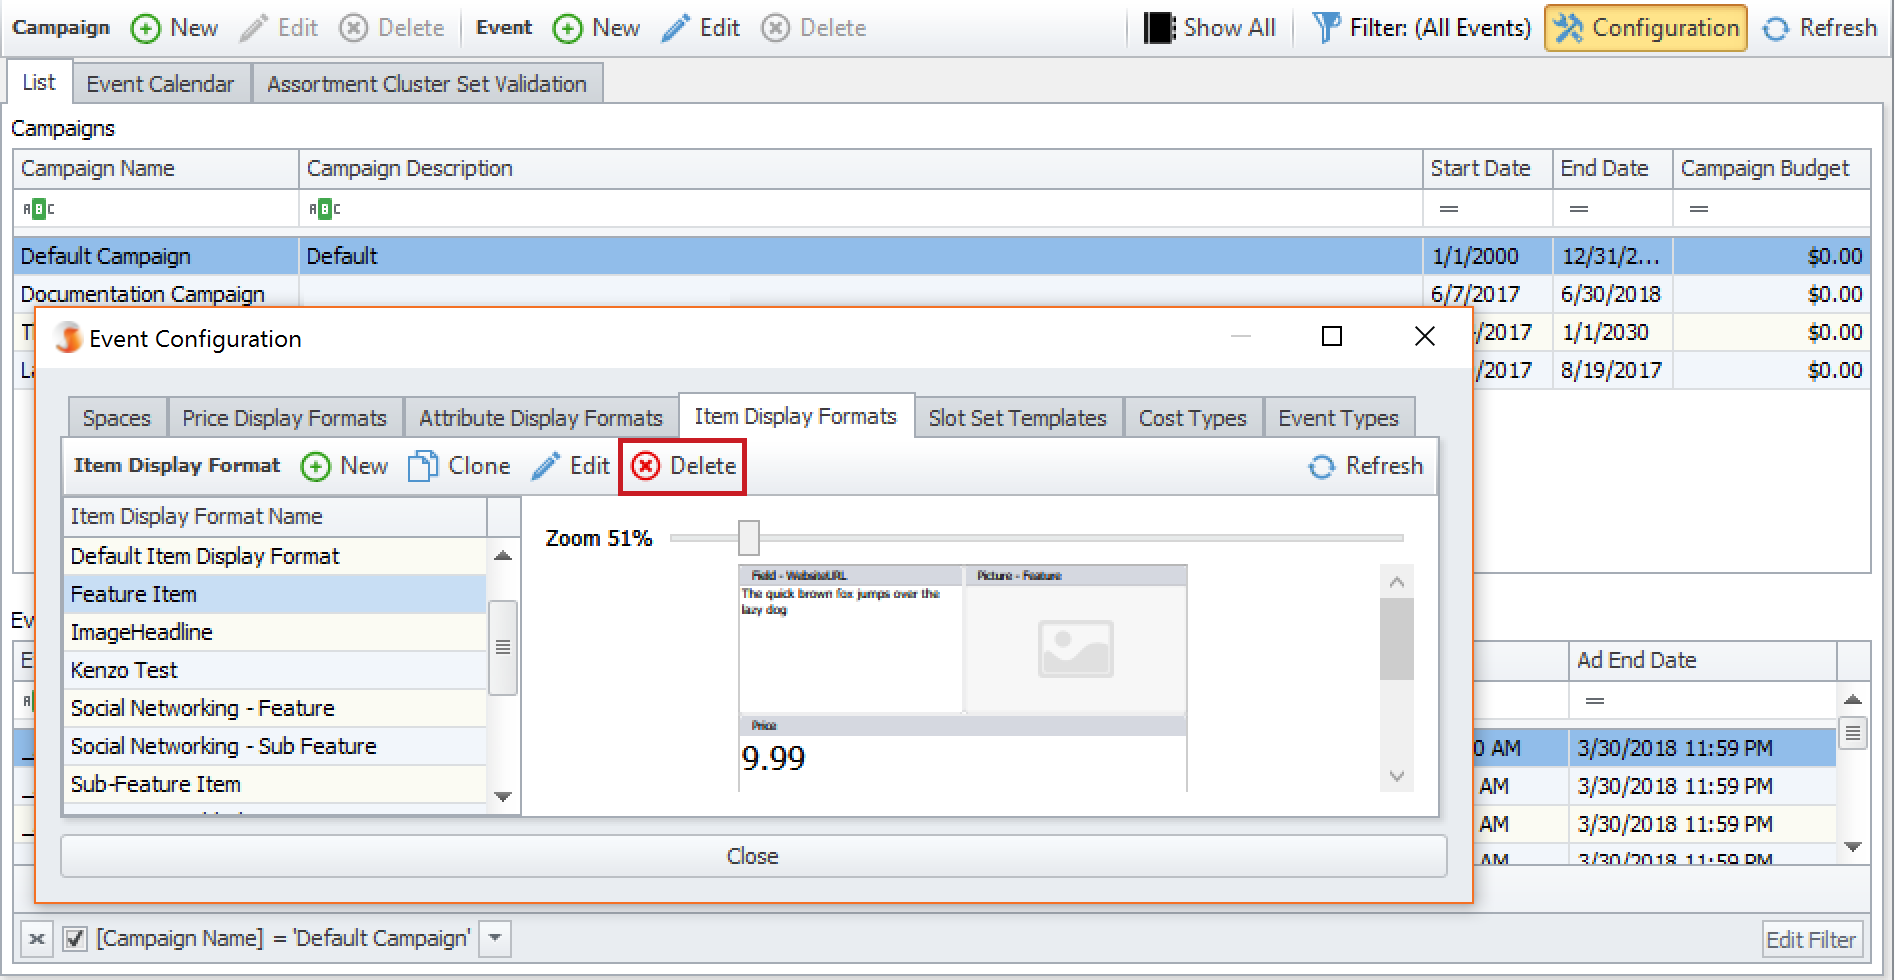 Campaign New Edit Delete Event New Edit Delete Show All Filter: (All Events) Configuration Refresh
List Event Calendar Assortment Cluster Set Validation
Campaigns
Campaign Name Campaign Description Start Date End Date Campaign Budget
ABC ABC = = =
Default Campaign Default 1/1/2000 12/31/2... $0.00
Documentation Campaign 6/7/2017 6/30/2018 $0.00
/2017 1/1/2030 $0.00
/2017 8/19/2017 $0.00
Event Configuration
Spaces Price Display Formats Attribute Display Formats Item Display Formats Slot Set Templates Cost Types Event Types
Item Display Format New Clone Edit Delete Refresh
Item Display Format Name
Default Item Display Format
Feature Item
ImageHeadline
Kenzo Test
Social Networking - Feature
Social Networking - Sub Feature
Sub-Feature Item
Zoom 51%
Field - WebsiteURL Picture - Feature
The quick brown fox jumps over the
lazy dog
Price
9.99
Close
Ev
E Ad End Date
=
0 AM 3/30/2018 11:59 PM
AM 3/30/2018 11:59 PM
AM 3/30/2018 11:59 PM
AM 3/30/2018 11:59 PM
[Campaign Name] = 'Default Campaign' Edit Filter